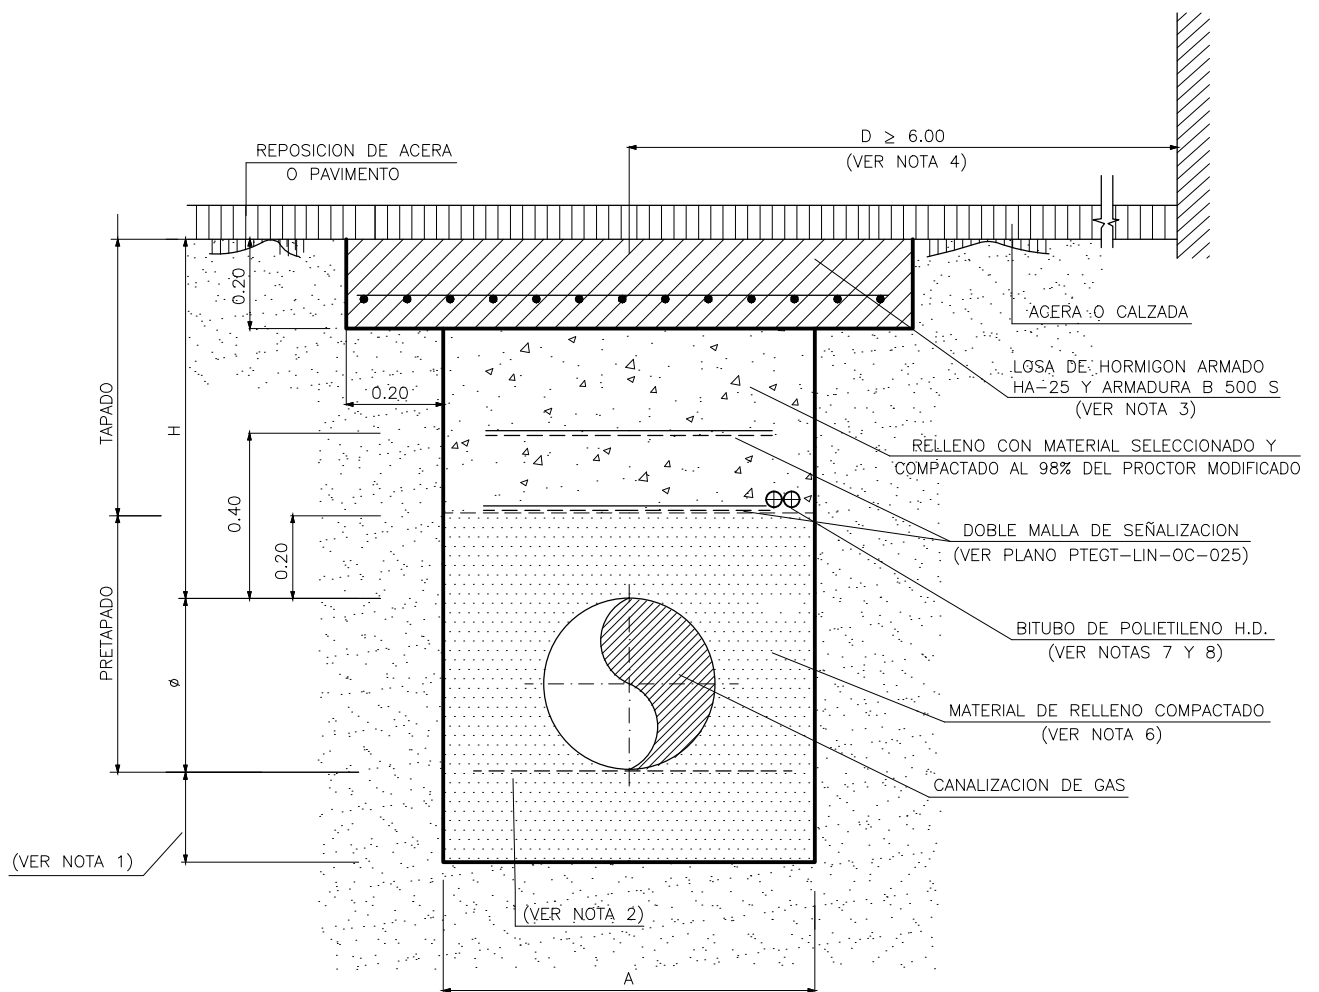 D ≥ 6.00
(VER NOTA 4)
REPOSICION DE ACERA
O PAVIMENTO
0.20
ACERA O CALZADA
LOSA DE HORMIGON ARMADO
HA-25 Y ARMADURA B 500 S
(VER NOTA 3)
0.20
TAPADO
H
RELLENO CON MATERIAL SELECCIONADO Y
COMPACTADO AL 98% DEL PROCTOR MODIFICADO
0.40
0.20
DOBLE MALLA DE SEÑALIZACION
(VER PLANO PTEGT-LIN-OC-025)
PRETAPADO
BITUBO DE POLIETILENO H.D.
(VER NOTAS 7 Y 8)
ø
MATERIAL DE RELLENO COMPACTADO
(VER NOTA 6)
CANALIZACION DE GAS
(VER NOTA 1)
(VER NOTA 2)
A